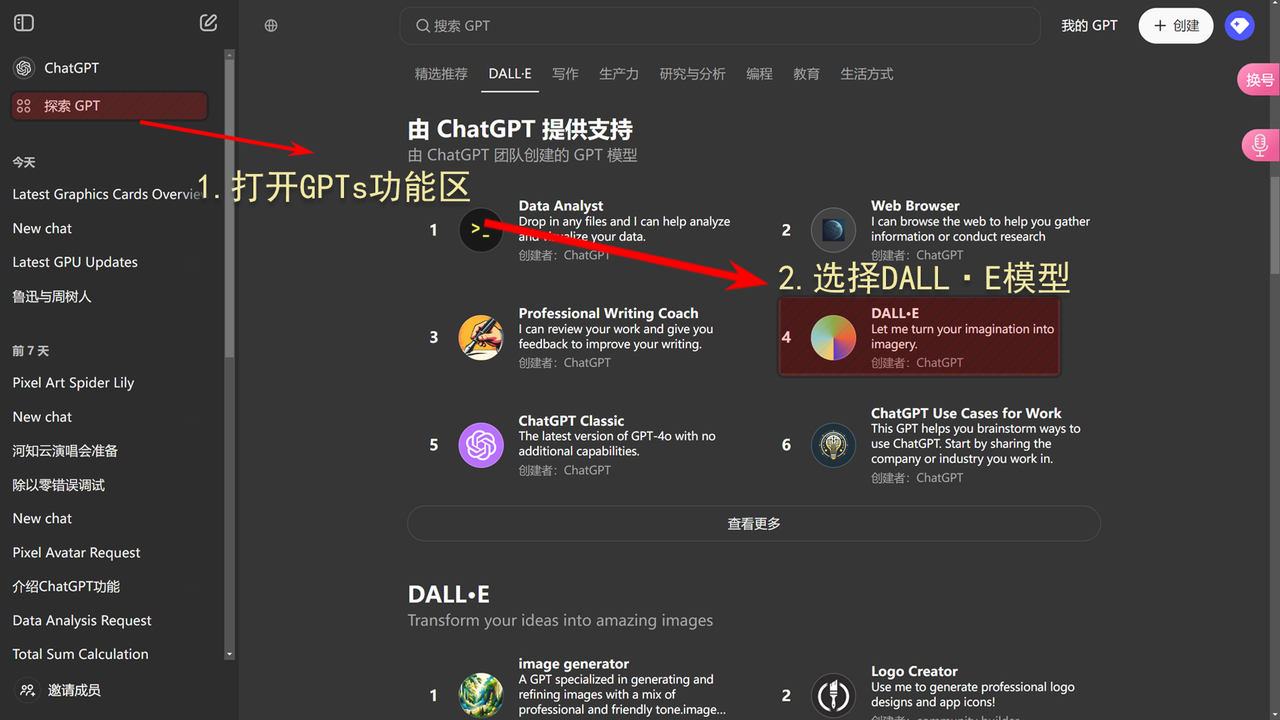 ChatGPT
探索 GPT
今天
Latest Graphics Cards Overvie
New chat
Latest GPU Updates
鲁迅与周树人
前 7 天
Pixel Art Spider Lily
New chat
河知云演唱会准备
除以零错误调试
New chat
Pixel Avatar Request
介绍ChatGPT功能
Data Analysis Request
Total Sum Calculation
邀请成员
搜索 GPT
我的 GPT
创建
换号
精选推荐 DALL·E 写作 生产力 研究与分析 编程 教育 生活方式
由 ChatGPT 提供支持
由 ChatGPT 团队创建的 GPT 模型
1.打开GPTs功能区
1
Data Analyst
Drop in any files and I can help analyze
and visualize your data.
创建者：ChatGPT
2
Web Browser
I can browse the web to help you gather
information or conduct research
创建者：ChatGPT
2.选择DALL·E模型
3
Professional Writing Coach
I can review your work and give you
feedback to improve your writing.
创建者：ChatGPT
4
DALL•E
Let me turn your imagination into
imagery.
创建者：ChatGPT
5
ChatGPT Classic
The latest version of GPT-4o with no
additional capabilities.
创建者：ChatGPT
6
ChatGPT Use Cases for Work
This GPT helps you brainstorm ways to
use ChatGPT. Start by sharing the
company or industry you work in.
创建者：ChatGPT
查看更多
DALL•E
Transform your ideas into amazing images
1
image generator
A GPT specialized in generating and
refining images with a mix of
professional and friendly tone.image...
2
Logo Creator
Use me to generate professional logo
designs and app icons!
创建者：community builder